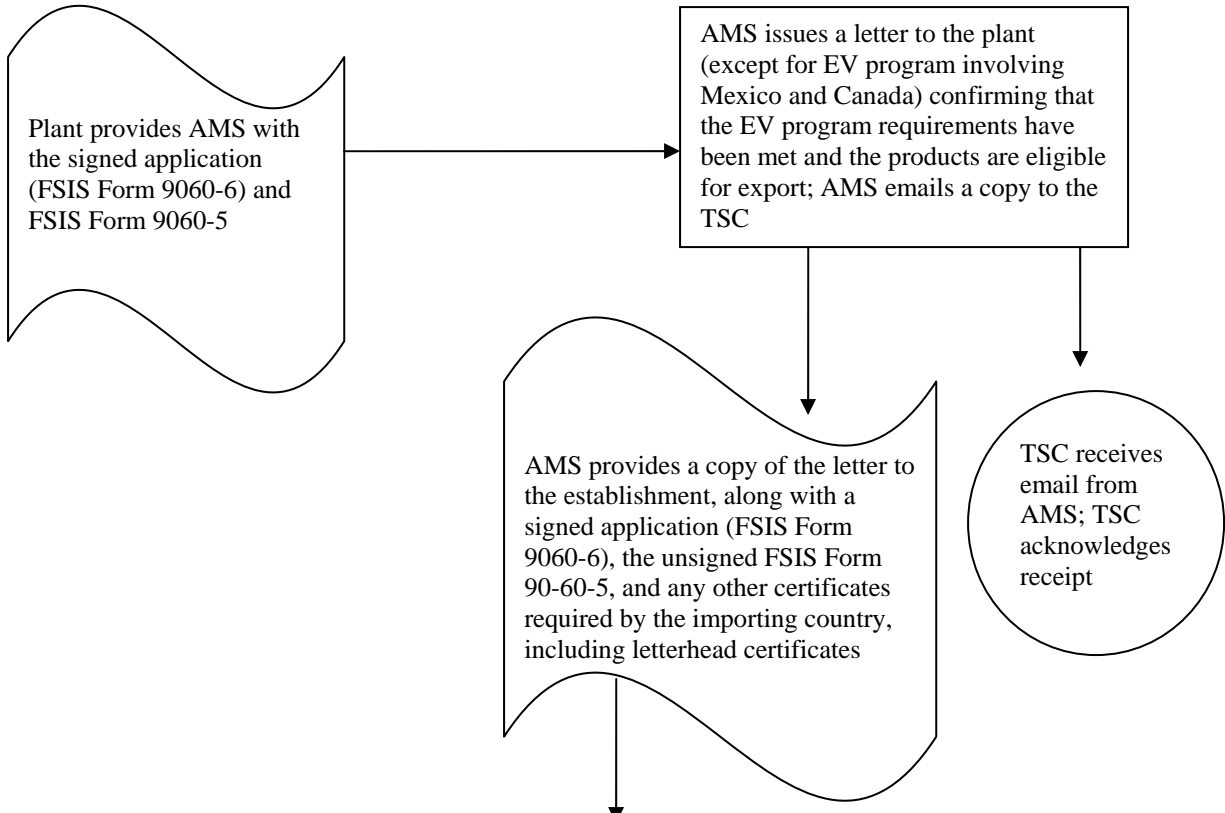 Plant provides AMS with
the signed application
(FSIS Form 9060-6) and
FSIS Form 9060-5
AMS issues a letter to the plant
(except for EV program involving
Mexico and Canada) confirming that
the EV program requirements have
been met and the products are eligible
for export; AMS emails a copy to the
TSC
AMS provides a copy of the letter to
the establishment, along with a
signed application (FSIS Form
9060-6), the unsigned FSIS Form
90-60-5, and any other certificates
required by the importing country,
including letterhead certificates
TSC receives
email from
AMS; TSC
acknowledges
receipt